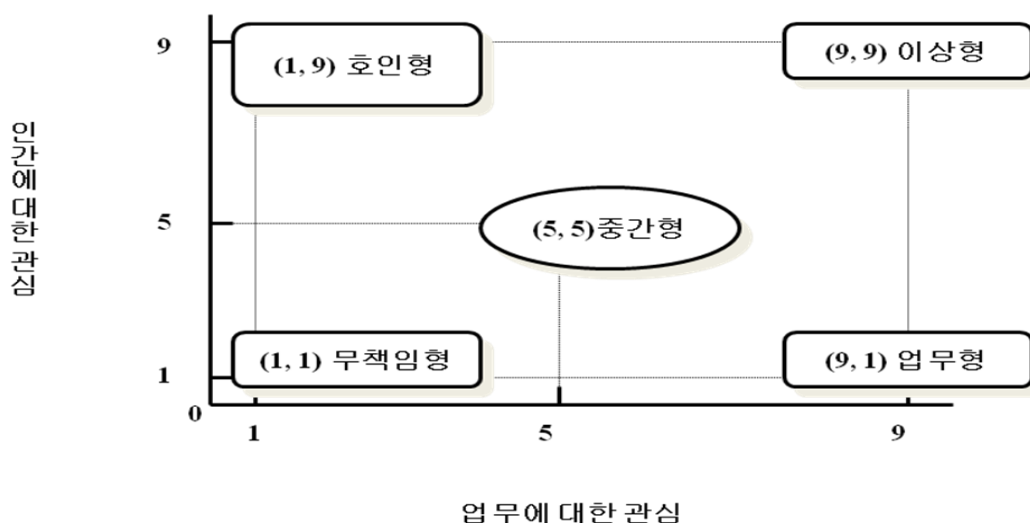 9
(1, 9) 호인형
(9, 9) 이상형
인간에 대한 관심
5
(5, 5)중간형
1
(1, 1) 무책임형
(9, 1) 업무형
0
1
5
9
업무에 대한 관심